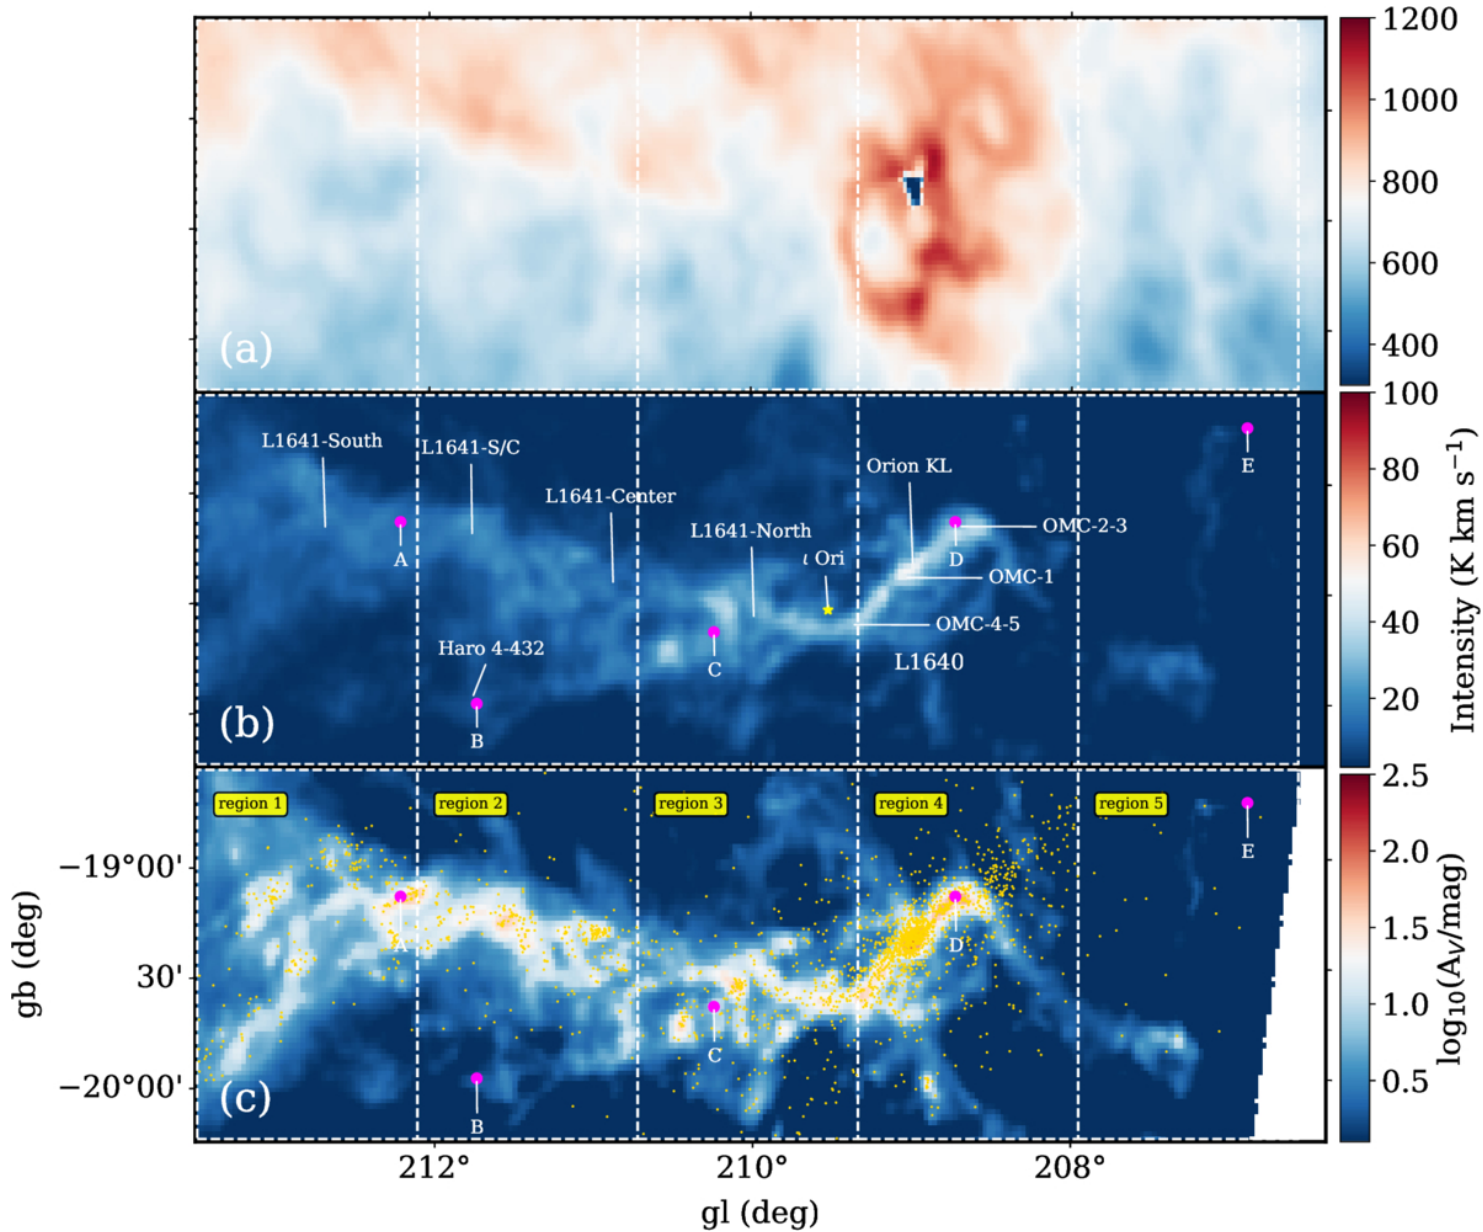 1200
1000
800
600
400
(a)
100
80
60
40
20
Intensity (K km s⁻¹)
L1641-South
L1641-S/C
L1641-Center
L1641-North
ι Ori
Orion KL
OMC-2-3
OMC-1
OMC-4-5
L1640
Haro 4-432
A
B
C
D
E
(b)
region 1
region 2
region 3
region 4
region 5
A
B
C
D
E
(c)
2.5
2.0
1.5
1.0
0.5
log₁₀(A_V/mag)
−19°00'
30'
−20°00'
gb (deg)
212°
210°
208°
gl (deg)